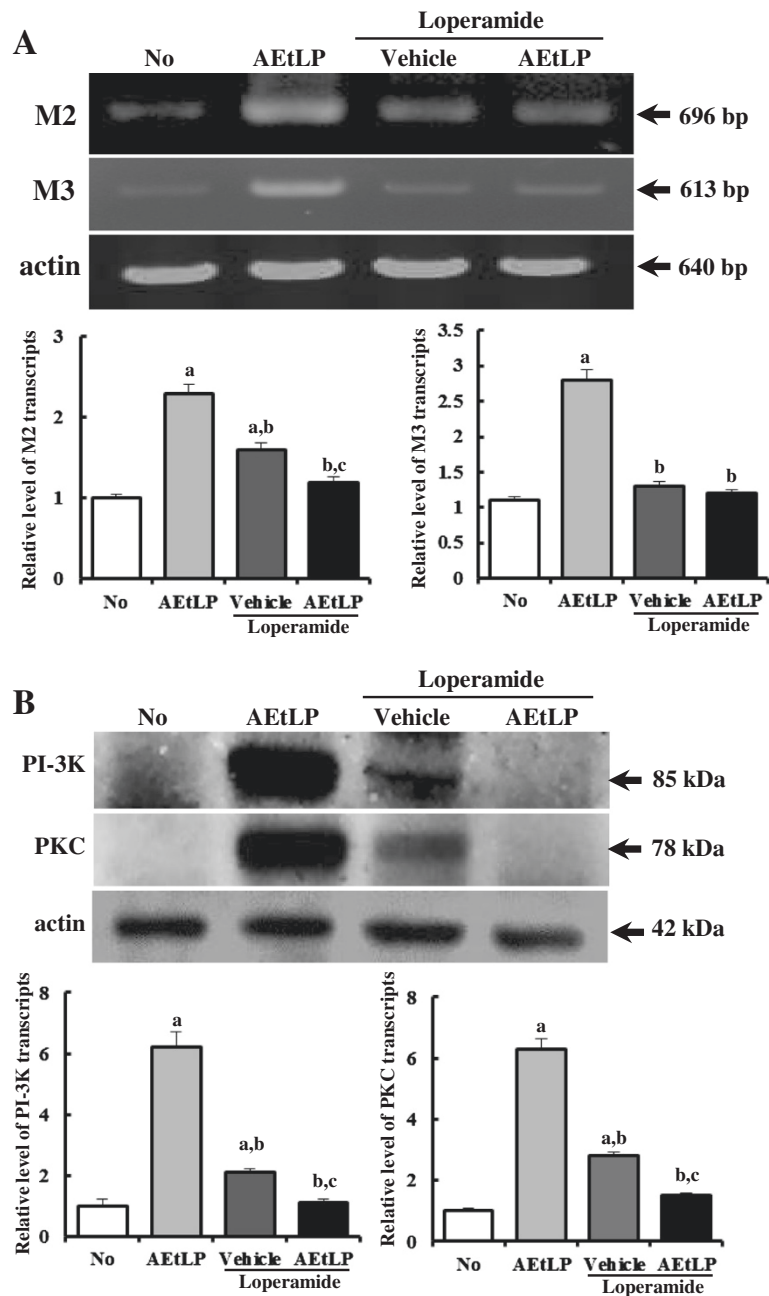 A
Loperamide
No AEtLP Vehicle AEtLP
M2 696 bp
M3 613 bp
actin 640 bp
Relative level of M2 transcripts
3
2
1
0
a
a,b
b,c
No AEtLP Vehicle AEtLP
Loperamide
Relative level of M3 transcripts
3.5
3
2.5
2
1.5
1
0.5
0
a
b
b
No AEtLP Vehicle AEtLP
Loperamide
B
Loperamide
No AEtLP Vehicle AEtLP
PI-3K 85 kDa
PKC 78 kDa
actin 42 kDa
Relative level of PI-3K transcripts
8
6
4
2
0
a
a,b
b,c
No AEtLP Vehicle AEtLP
Loperamide
Relative level of PKC transcripts
8
6
4
2
0
a
a,b
b,c
No AEtLP Vehicle AEtLP
Loperamide